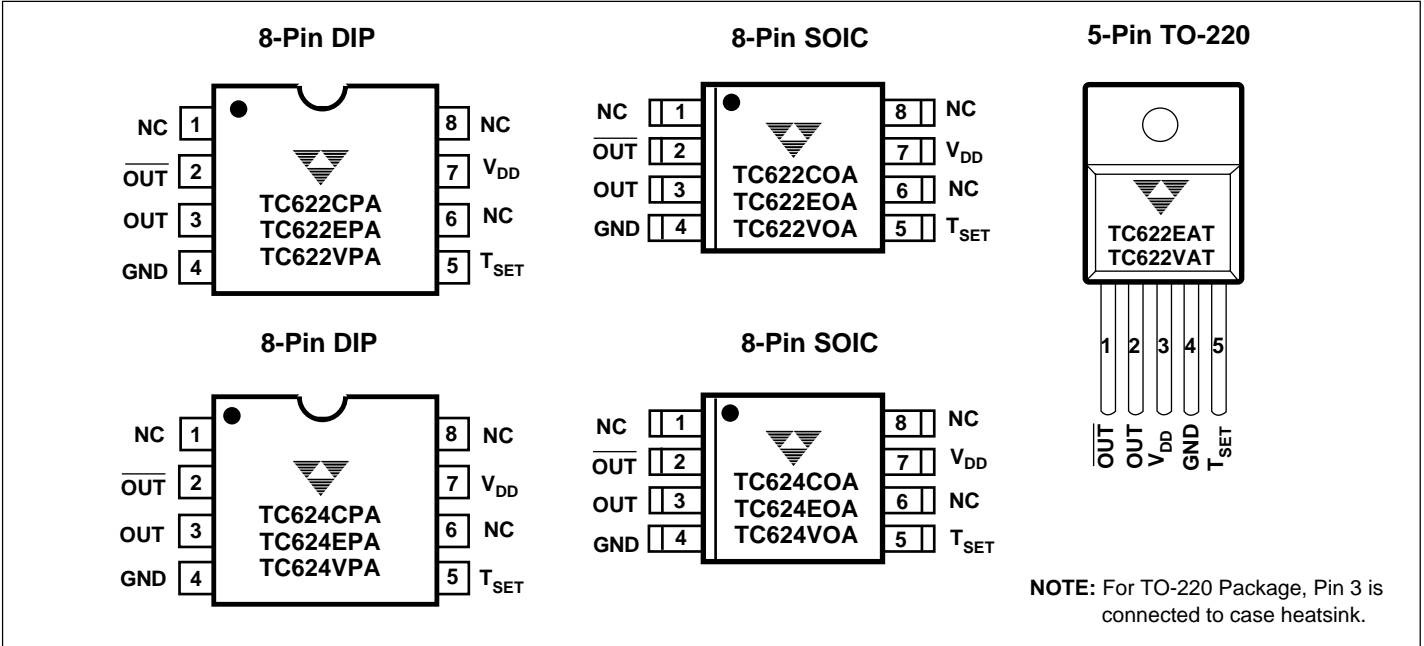 8-Pin DIP
NC 1
O̅U̅T̅ 2
OUT 3
GND 4
8 NC
7 VDD
6 NC
5 TSET
TC622CPA
TC622EPA
TC622VPA
8-Pin SOIC
NC 1
O̅U̅T̅ 2
OUT 3
GND 4
8 NC
7 VDD
6 NC
5 TSET
TC622COA
TC622EOA
TC622VOA
5-Pin TO-220
TC622EAT
TC622VAT
1 2 3 4 5
O̅U̅T̅
OUT
VDD
GND
TSET
8-Pin DIP
NC 1
O̅U̅T̅ 2
OUT 3
GND 4
8 NC
7 VDD
6 NC
5 TSET
TC624CPA
TC624EPA
TC624VPA
8-Pin SOIC
NC 1
O̅U̅T̅ 2
OUT 3
GND 4
8 NC
7 VDD
6 NC
5 TSET
TC624COA
TC624EOA
TC624VOA
NOTE: For TO-220 Package, Pin 3 is
connected to case heatsink.